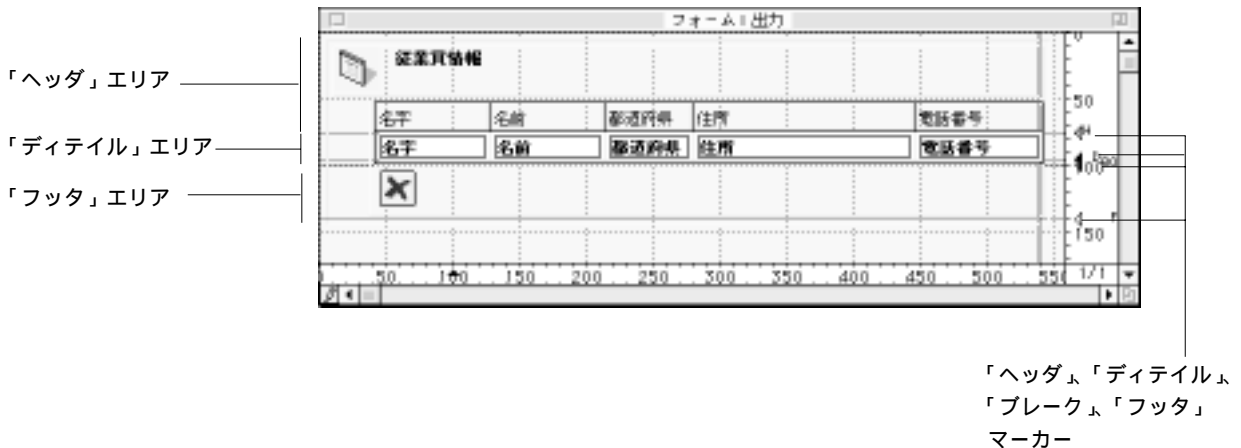 フォーム:出力
従業員情報
「ヘッダ」エリア
名字 名前 都道府県 住所 電話番号
「ディテイル」エリア
名字 名前 都道府県 住所 電話番号
「フッタ」エリア
0
50
100
150
50 100 150 200 250 300 350 400 450 500 550 1/1
「ヘッダ」、「ディテイル」、
「ブレーク」、「フッタ」
マーカー